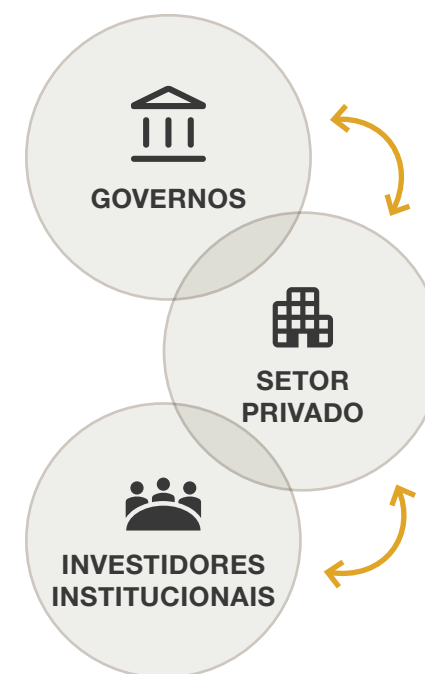 GOVERNOS
SETOR
PRIVADO
INVESTIDORES
INSTITUCIONAIS